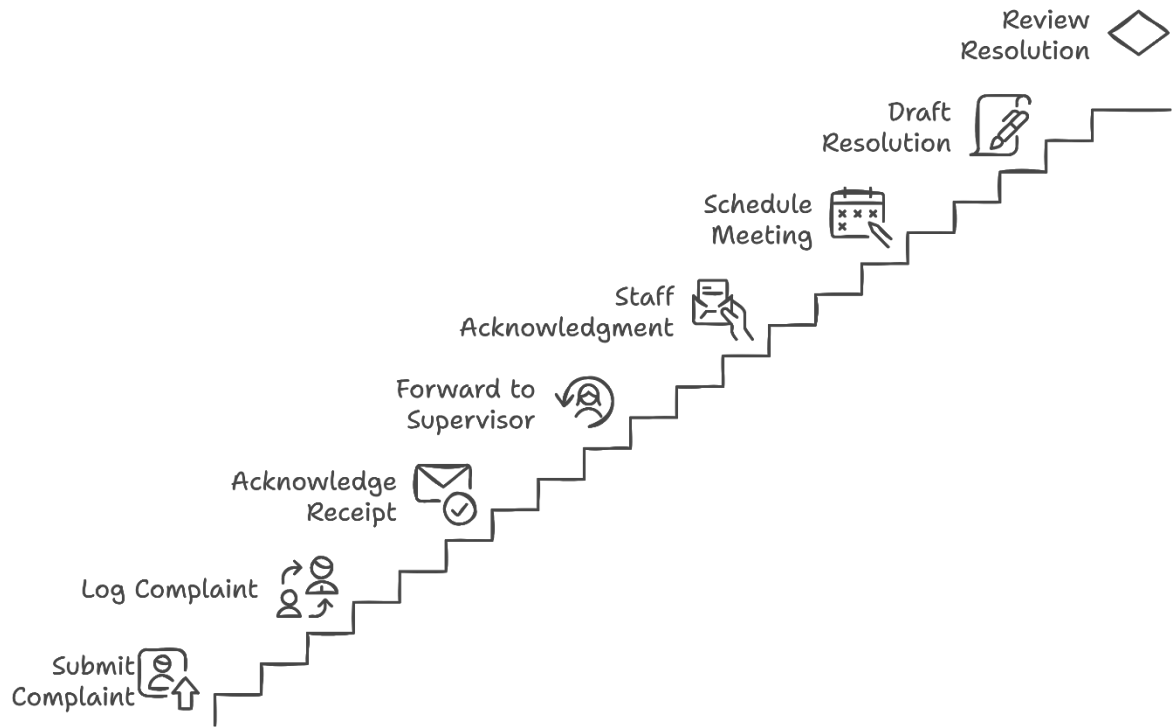 Review
Resolution
Draft
Resolution
Schedule
Meeting
Staff
Acknowledgment
Forward to
Supervisor
Acknowledge
Receipt
Log Complaint
Submit
Complaint